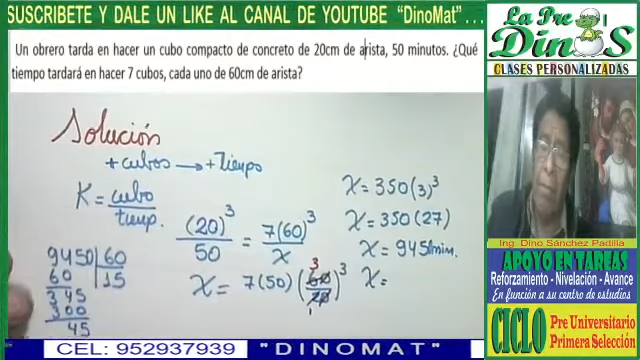 SUSCRIBETE Y DALE UN LIKE AL CANAL DE YOUTUBE “DinoMat”...
Un obrero tarda en hacer un cubo compacto de concreto de 20cm de arista, 50 minutos. ¿Qué
tiempo tardará en hacer 7 cubos, cada uno de 60cm de arista?
Solución
+cubos → +Tiempo
K = cubo / tiemp.
(20)³ / 50 = 7(60)³ / x
x = 7(50) (60/20)³
3
1
9450 | 60
60 15
345
300
45
x = 350(3)³
x = 350(27)
x = 9450min.
x =
La Pre
DinoS
CLASES PERSONALIZADAS
Ing. Dino Sánchez Padilla
APOYO EN TAREAS
Reforzamiento - Nivelación - Avance
En función a su centro de estudios
CICLO Pre Universitario
Primera Selección
CEL: 952937939 "DINOMAT"